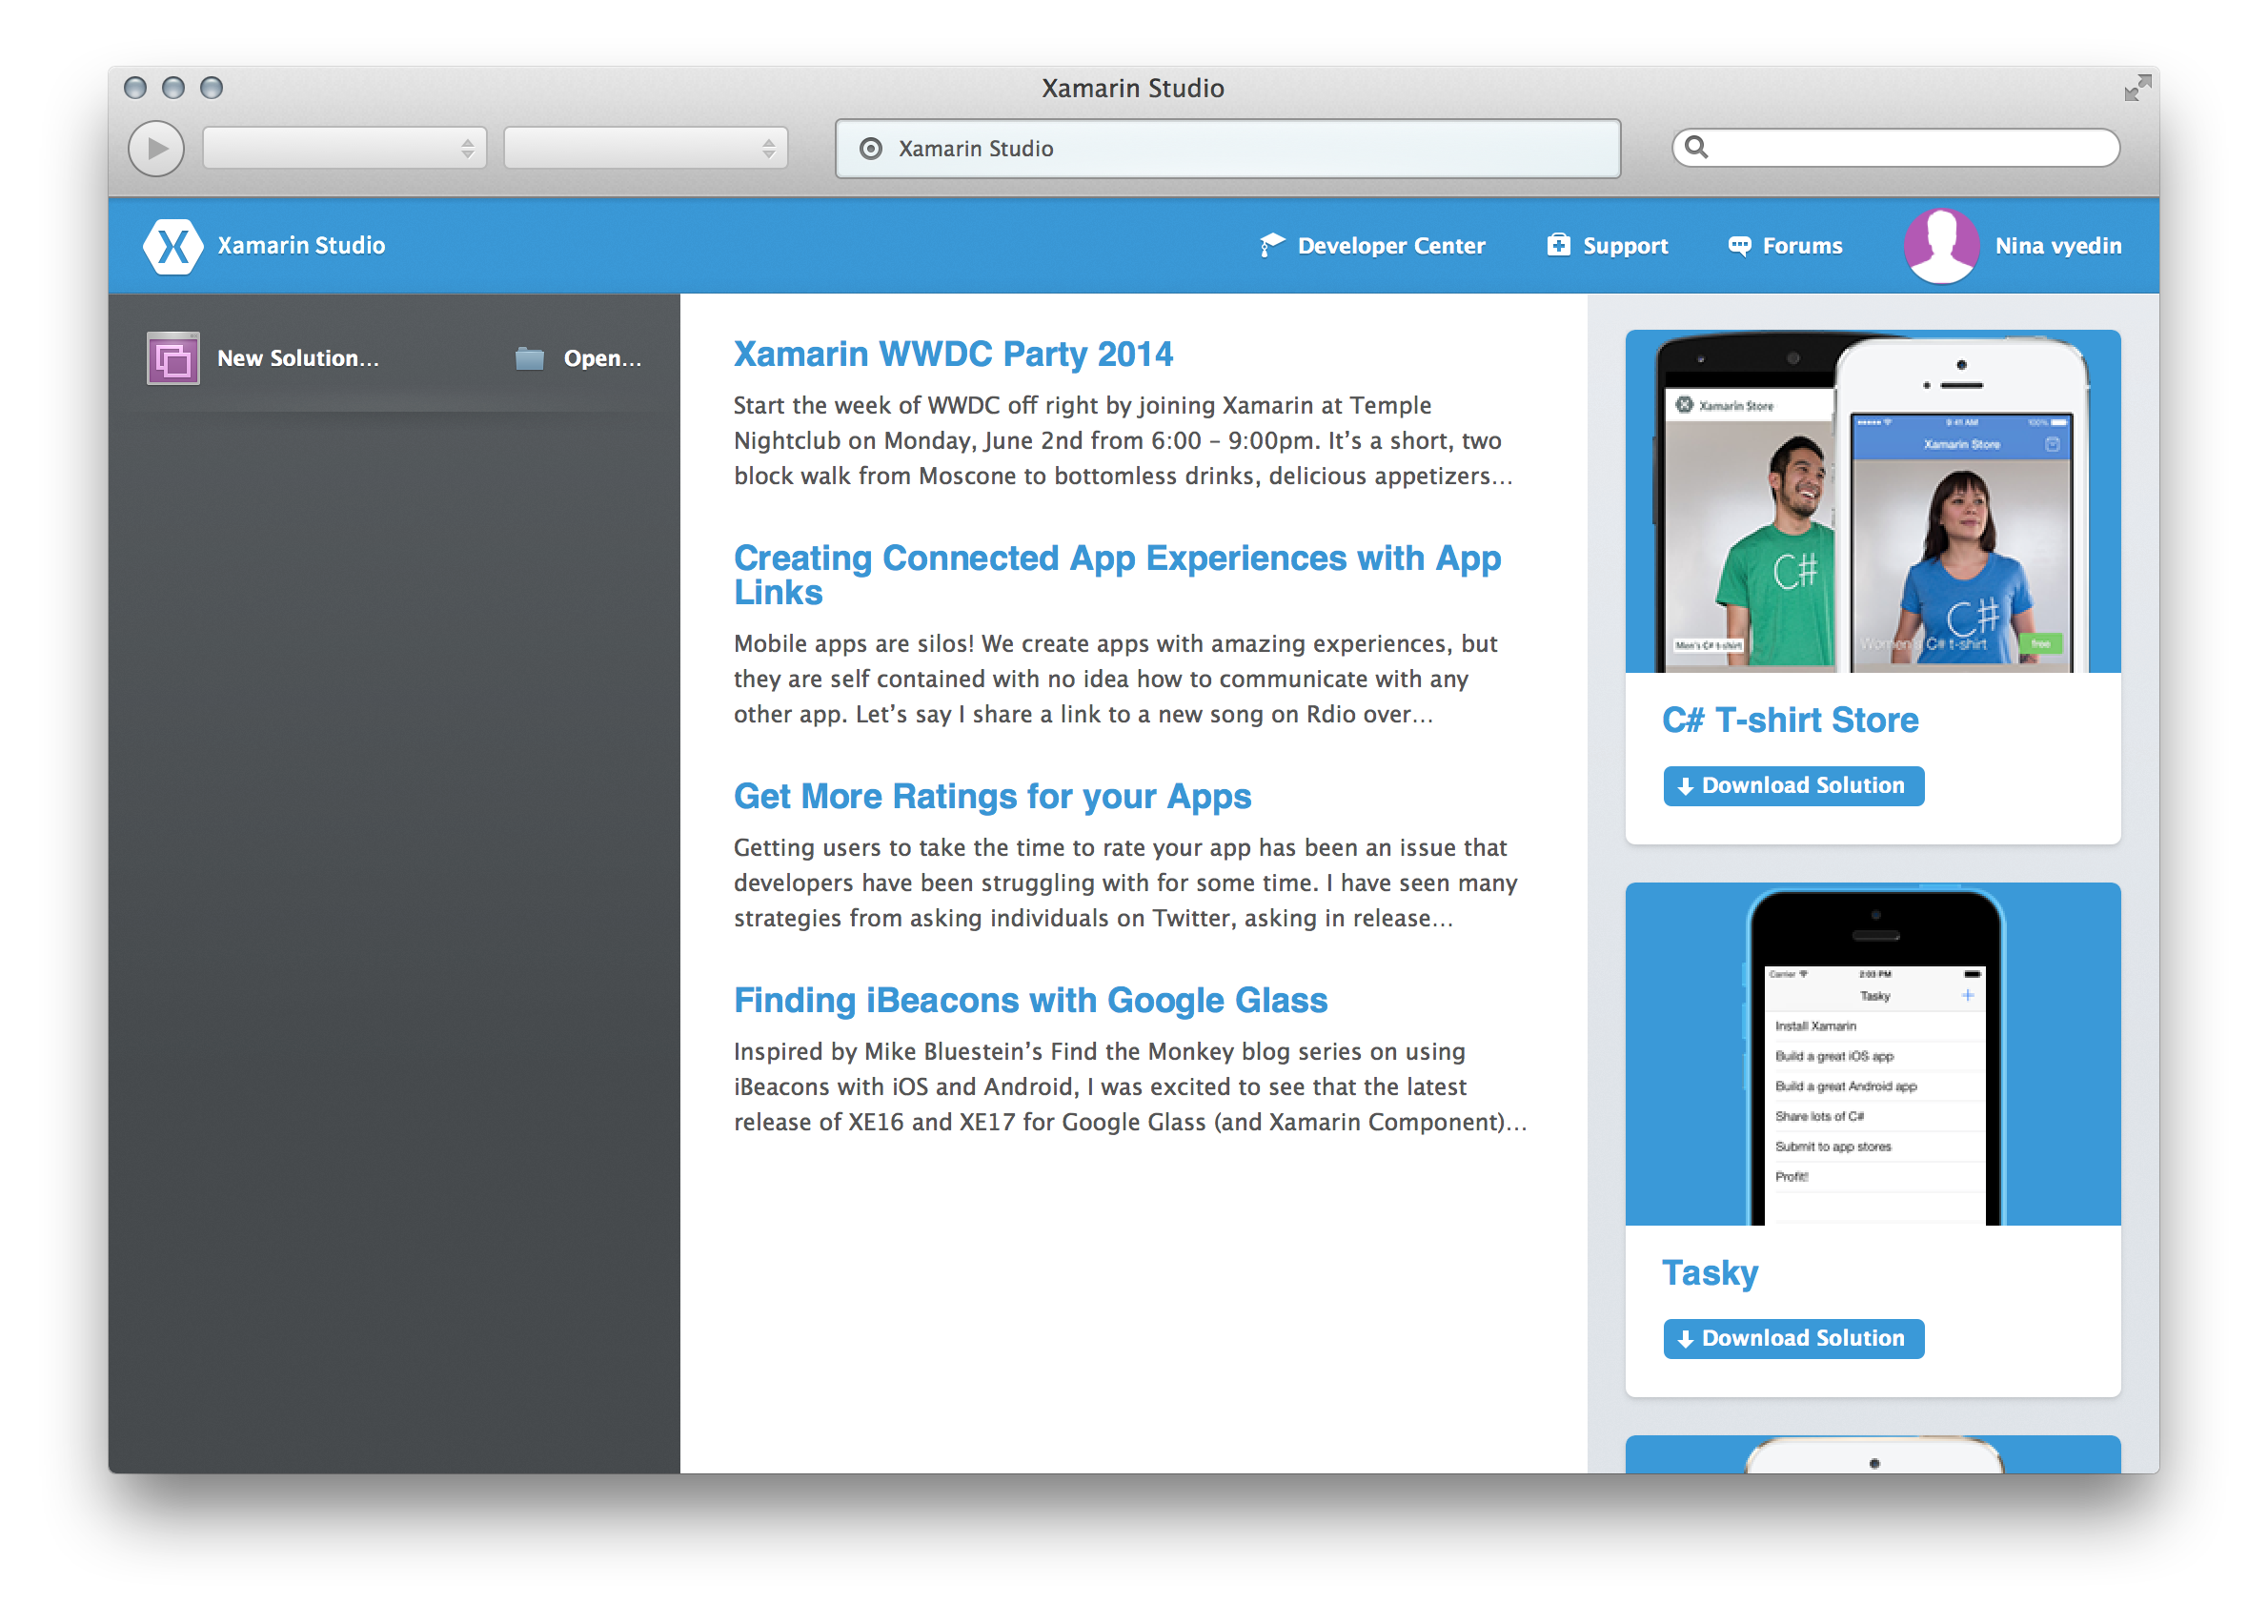 Xamarin Studio
Xamarin Studio
Xamarin Studio
Developer Center
Support
Forums
Nina vyedin
New Solution...
Open...
Xamarin WWDC Party 2014
Start the week of WWDC off right by joining Xamarin at Temple
Nightclub on Monday, June 2nd from 6:00 – 9:00pm. It’s a short, two
block walk from Moscone to bottomless drinks, delicious appetizers...
Creating Connected App Experiences with App
Links
Mobile apps are silos! We create apps with amazing experiences, but
they are self contained with no idea how to communicate with any
other app. Let’s say I share a link to a new song on Rdio over...
Get More Ratings for your Apps
Getting users to take the time to rate your app has been an issue that
developers have been struggling with for some time. I have seen many
strategies from asking individuals on Twitter, asking in release...
Finding iBeacons with Google Glass
Inspired by Mike Bluestein’s Find the Monkey blog series on using
iBeacons with iOS and Android, I was excited to see that the latest
release of XE16 and XE17 for Google Glass (and Xamarin Component)...
Xamarin Store
9:41 AM
100%
Xamarin Store
C#
C#
Men's C# t-shirt
Women's C# t-shirt
free
C# T-shirt Store
Download Solution
Carrier
2:03 PM
Tasky
+
Install Xamarin
Build a great iOS app
Build a great Android app
Share lots of C#
Submit to app stores
Profit!
Tasky
Download Solution